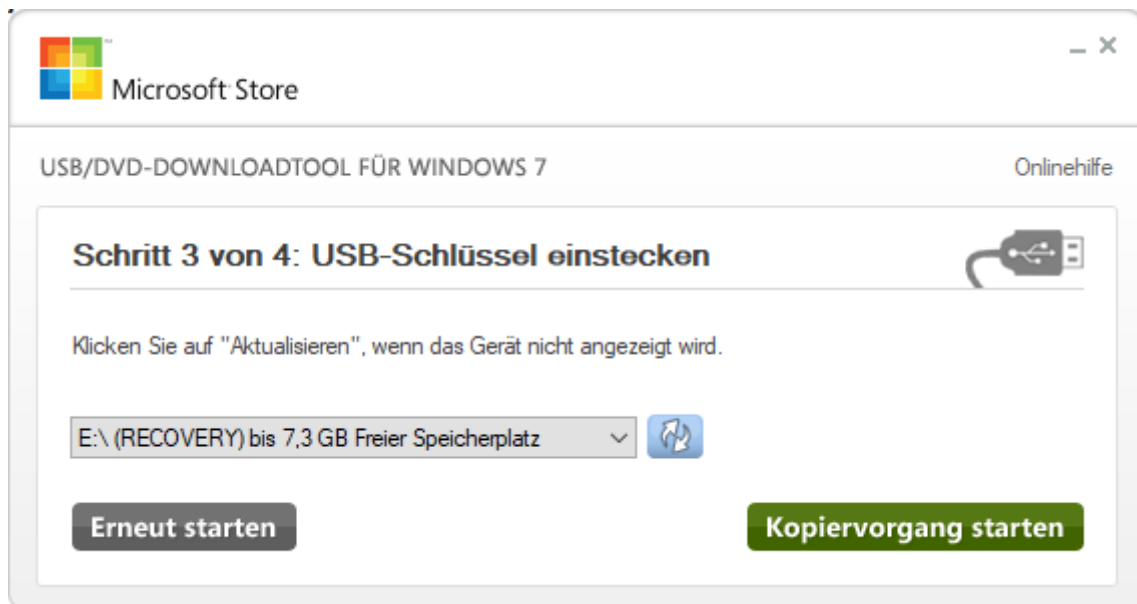 Microsoft Store
USB/DVD-DOWNLOADTOOL FÜR WINDOWS 7
Onlinehilfe
Schritt 3 von 4: USB-Schlüssel einstecken
Klicken Sie auf "Aktualisieren", wenn das Gerät nicht angezeigt wird.
E:\ (RECOVERY) bis 7,3 GB Freier Speicherplatz
Erneut starten
Kopiervorgang starten